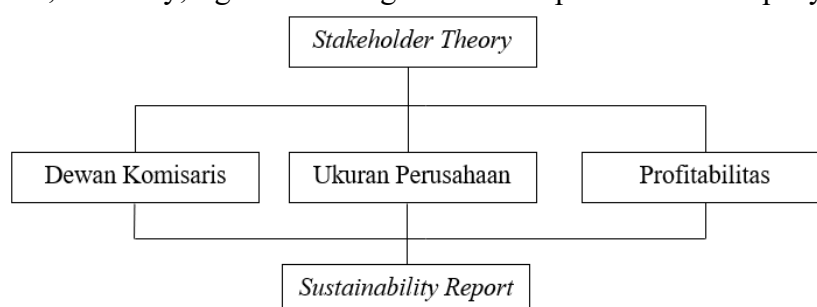 Stakeholder Theory
Dewan Komisaris Ukuran Perusahaan Profitabilitas
Sustainability Report